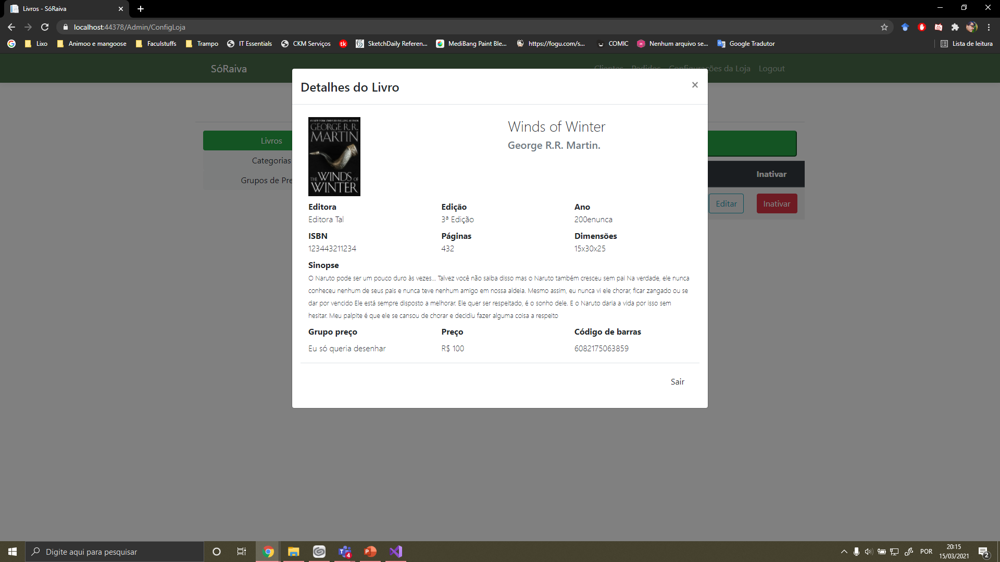 Livros - SóRaiva
localhost:44378/Admin/ConfigLoja
Lixo
Animoo e mangoose
Faculstuffs
Trampo
IT Essentials
CKM Serviços
tk
SketchDaily Referen...
MediBang Paint Ble...
https://fogu.com/s...
COMIC
Nenhum arquivo se...
Google Tradutor
Lista de leitura
SóRaiva
Clientes Pedidos Configurações da Loja Logout
Detalhes do Livro
×
#1 NEW YORK TIMES BESTSELLING AUTHOR
GEORGE R. R.
MARTIN
THE WINDS OF
WINTER
Winds of Winter
George R.R. Martin.
Livros
Categorias
Grupos de Pre
Inativar
Editar
Inativar
Editora
Edição
Ano
Editora Tal
3ª Edição
200enunca
ISBN
Páginas
Dimensões
123443211234
432
15x30x25
Sinopse
O Naruto pode ser um pouco duro às vezes... Talvez você não saiba disso mas o Naruto também cresceu sem pai Na verdade, ele nunca
conheceu nenhum de seus pais e nunca teve nenhum amigo em nossa aldeia. Mesmo assim, eu nunca vi ele chorar, ficar zangado ou se
dar por vencido Ele está sempre disposto a melhorar. Ele quer ser respeitado, é o sonho dele. E o Naruto daria a vida por isso sem
hesitar. Meu palpite é que ele se cansou de chorar e decidiu fazer alguma coisa a respeito
Grupo preço
Preço
Código de barras
Eu só queria desenhar
R$ 100
6082175063859
Sair
Digite aqui para pesquisar
4
POR
20:15
15/03/2021
2